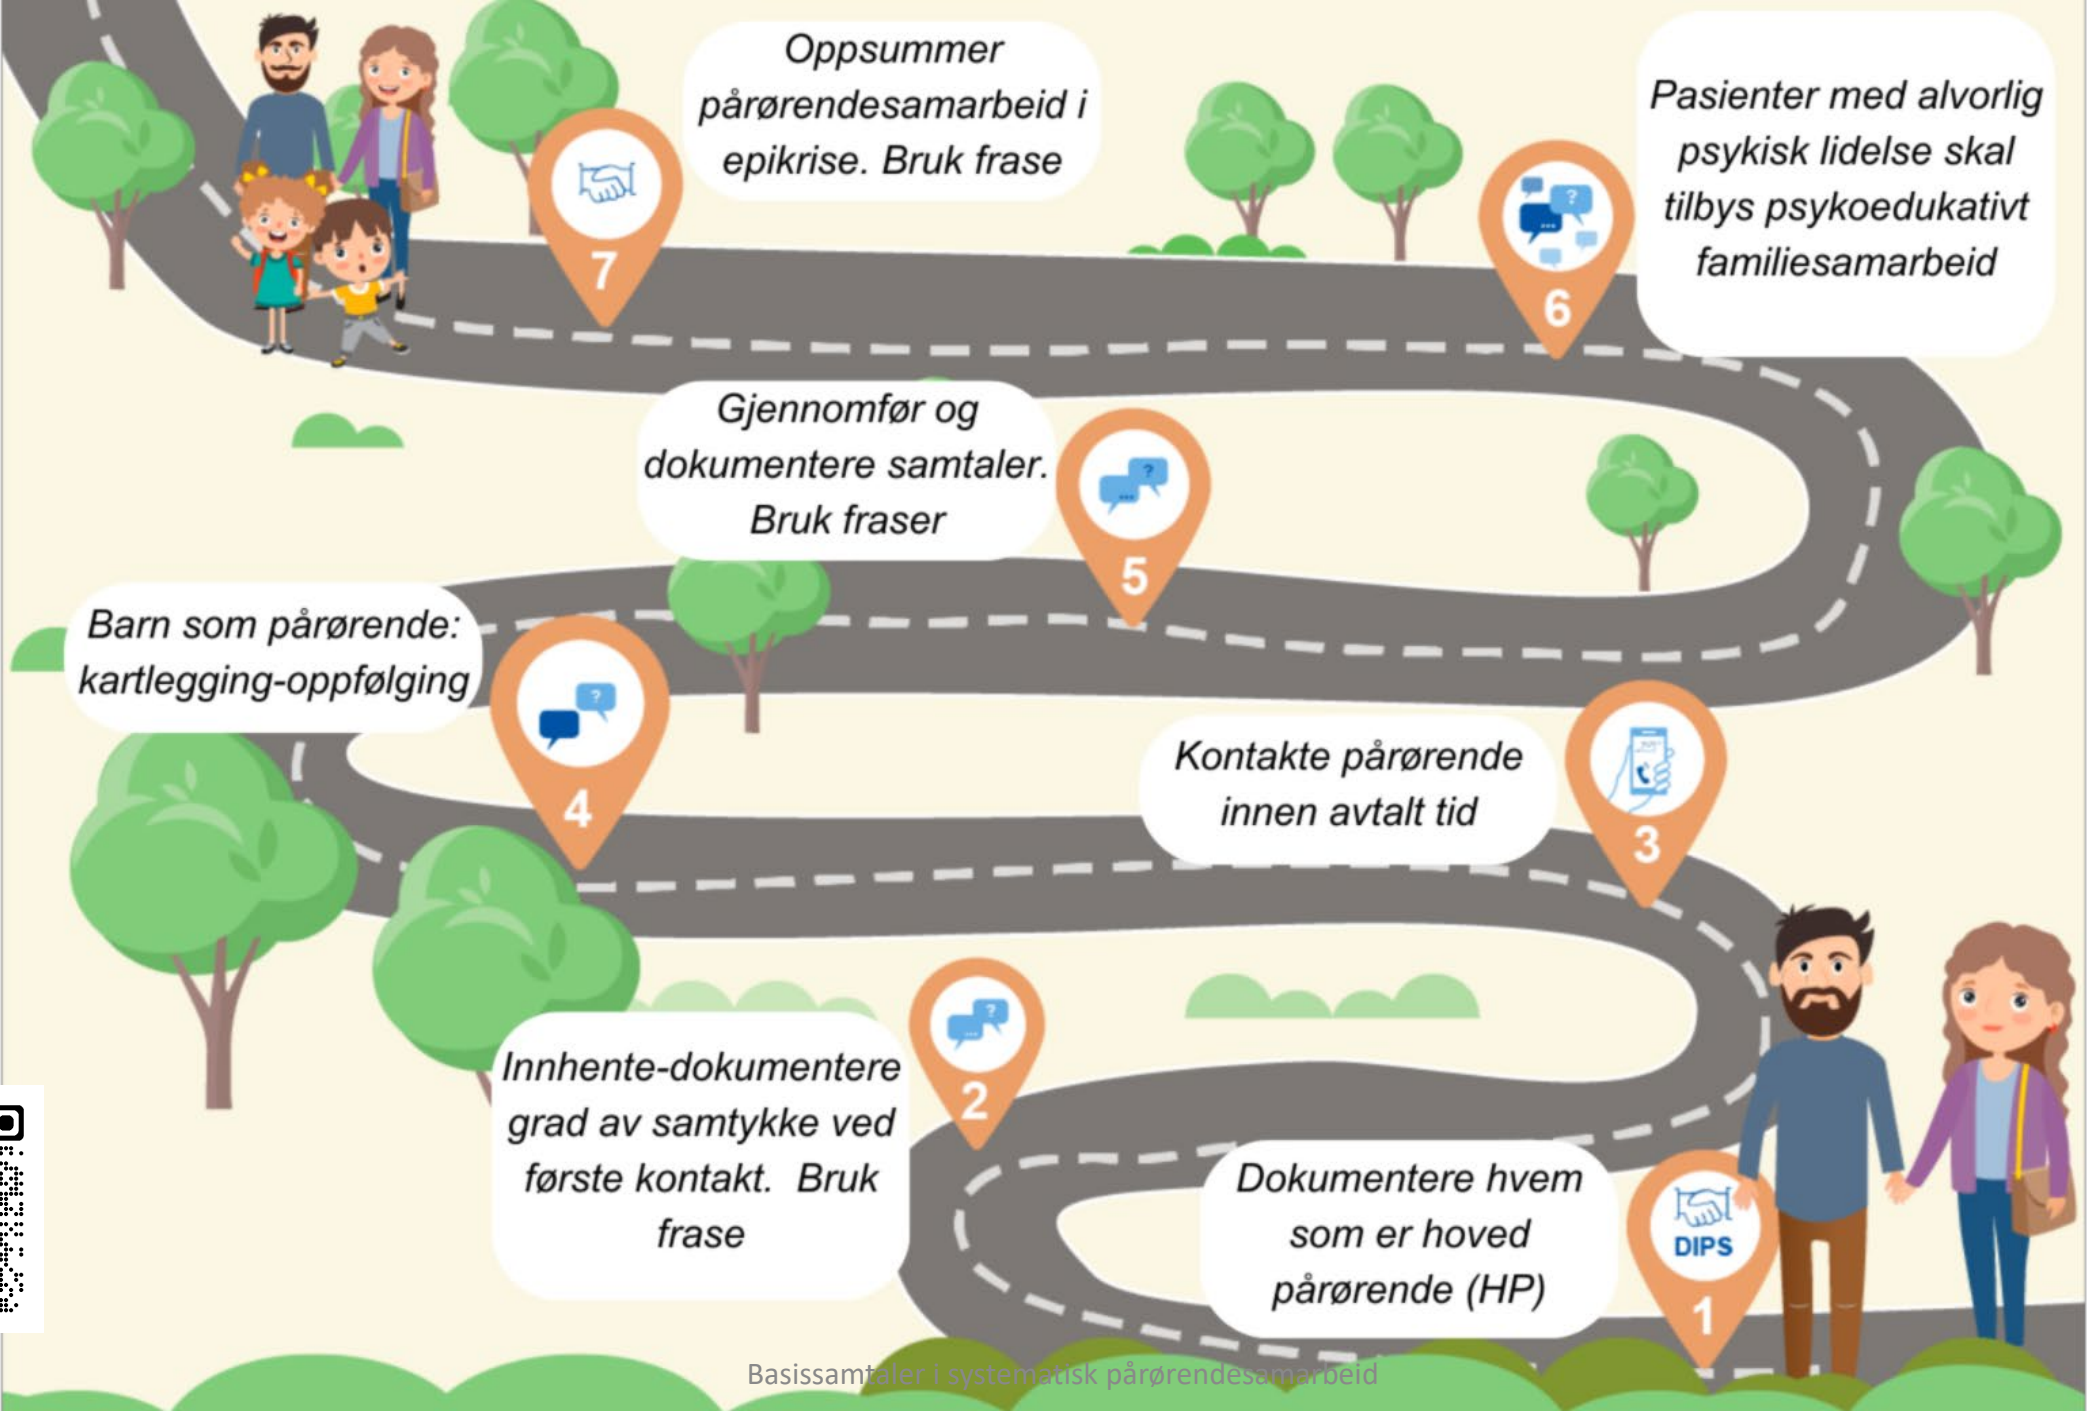 Oppsummer
pårørendesamarbeid i
epikrise. Bruk frase
7
Pasienter med alvorlig
psykisk lidelse skal
tilbys psykoedukativt
familiesamarbeid
?
...
6
Gjennomfør og
dokumentere samtaler.
Bruk fraser
?
...
5
Barn som pårørende:
kartlegging-oppfølging
?
4
Kontakte pårørende
innen avtalt tid
3
Innhente-dokumentere
grad av samtykke ved
første kontakt.  Bruk
frase
?
...
2
Dokumentere hvem
som er hoved
pårørende (HP)
DIPS
1
Basissamtaler i systematisk pårørendesamarbeid